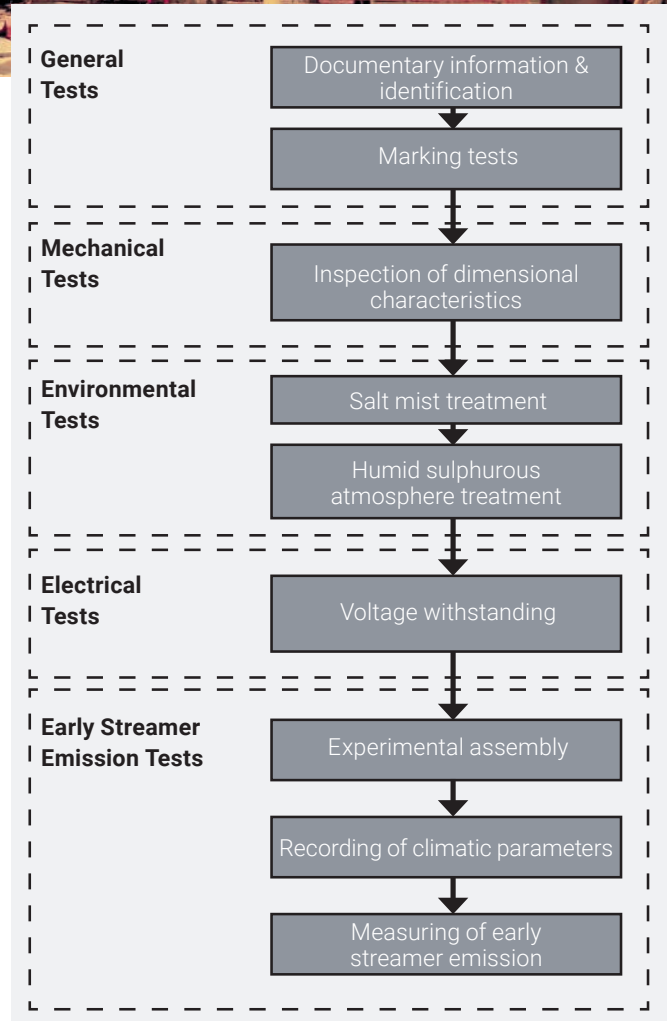 General
Tests
Documentary information &
identification
Marking tests
Mechanical
Tests
Inspection of dimensional
characteristics
Environmental
Tests
Salt mist treatment
Humid sulphurous
atmosphere treatment
Electrical
Tests
Voltage withstanding
Early Streamer
Emission Tests
Experimental assembly
Recording of climatic parameters
Measuring of early
streamer emission